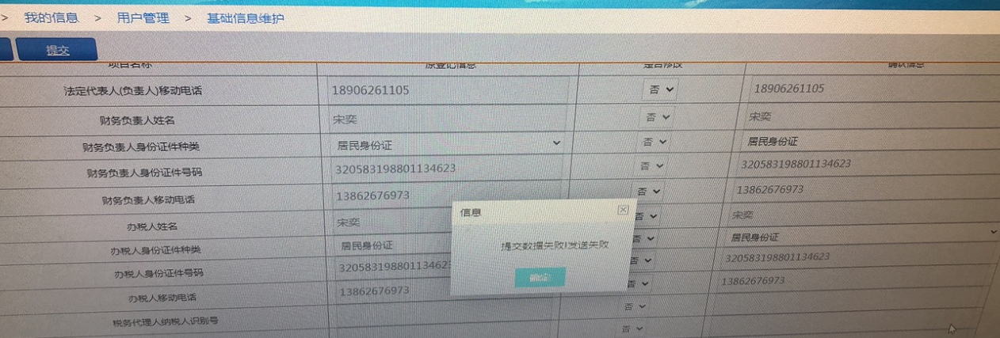 > 我的信息 > 用户管理 > 基础信息维护
提交
项目名称 原登记信息 是否修改 确认信息
法定代表人(负责人)移动电话 18906261105 否 18906261105
财务负责人姓名 宋奕 否 宋奕
财务负责人身份证件种类 居民身份证 否 居民身份证
财务负责人身份证件号码 320583198801134623 否 320583198801134623
财务负责人移动电话 13862676973 否 13862676973
办税人姓名 宋奕 否 宋奕
办税人身份证件种类 居民身份证 否 居民身份证
办税人身份证件号码 320583198801134623 否 320583198801134623
办税人移动电话 13862676973 否 13862676973
税务代理人纳税人识别号 否
否
信息
提交数据失败!发送失败
确定